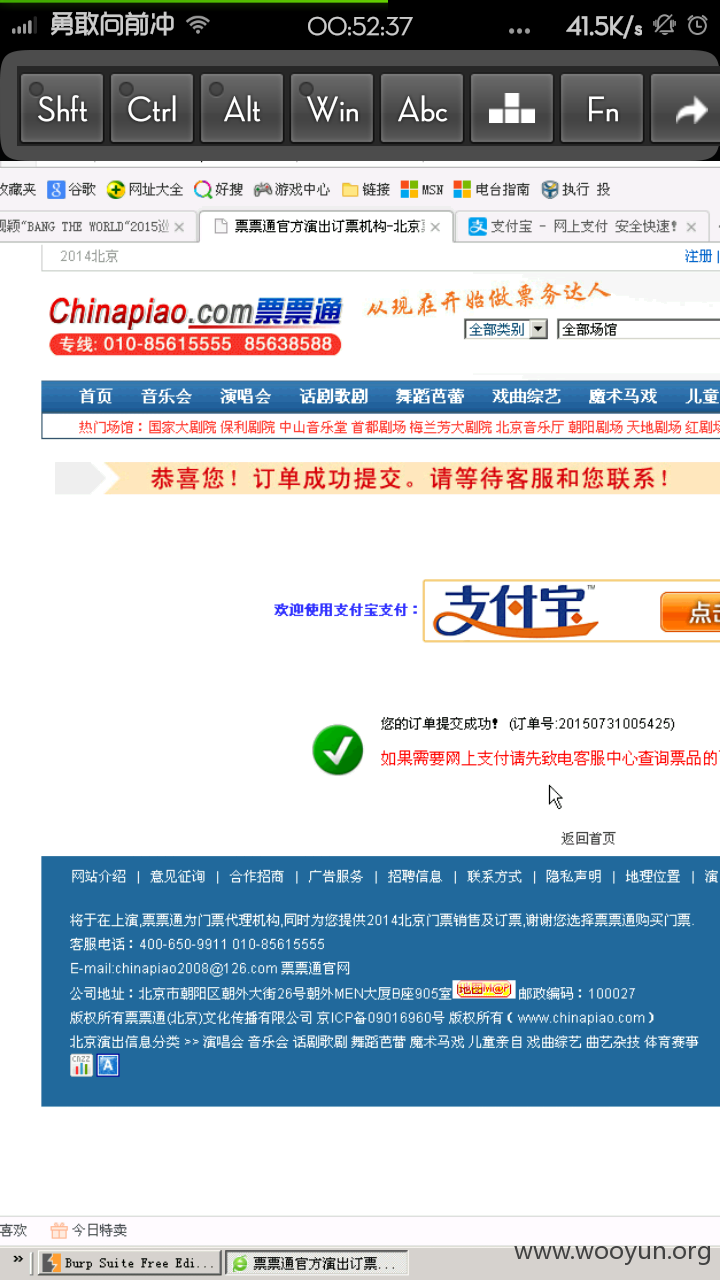 勇敢向前冲 00:52:37 ... 41.5K/s
Shft Ctrl Alt Win Abc Fn
收藏夹 谷歌 网址大全 好搜 游戏中心 链接 MSN 电台指南 执行 投
"BANG THE WORLD"2015巡 票票通官方演出订票机构-北京 支付宝 - 网上支付 安全快速!
2014北京 注册 |
Chinapiao.com票票通 从现在开始做票务达人
专线: 010-85615555 85638588 全部类别 全部场馆
首页 音乐会 演唱会 话剧歌剧 舞蹈芭蕾 戏曲综艺 魔术马戏 儿童
热门场馆：国家大剧院 保利剧院 中山音乐堂 首都剧场 梅兰芳大剧院 北京音乐厅 朝阳剧场 天地剧场 红剧场
恭喜您！订单成功提交。请等待客服和您联系！
欢迎使用支付宝支付： 支付宝™ 点击
您的订单提交成功! (订单号:20150731005425)
如果需要网上支付请先致电客服中心查询票品的
返回首页
网站介绍 | 意见征询 | 合作招商 | 广告服务 | 招聘信息 | 联系方式 | 隐私声明 | 地理位置 | 演
将于在上演,票票通为门票代理机构,同时为您提供2014北京门票销售及订票,谢谢您选择票票通购买门票.
客服电话：400-650-9911 010-85615555
E-mail:chinapiao2008@126.com 票票通官网
公司地址：北京市朝阳区朝外大街26号朝外MEN大厦B座905室 地图M@P 邮政编码：100027
版权所有票票通(北京)文化传播有限公司 京ICP备09016960号 版权所有（www.chinapiao.com）
北京演出信息分类 >> 演唱会 音乐会 话剧歌剧 舞蹈芭蕾 魔术马戏 儿童亲自 戏曲综艺 曲艺杂技 体育赛事
CNZZ A
喜欢 今日特卖
» Burp Suite Free Edi... 票票通官方演出订票...
www.wooyun.org